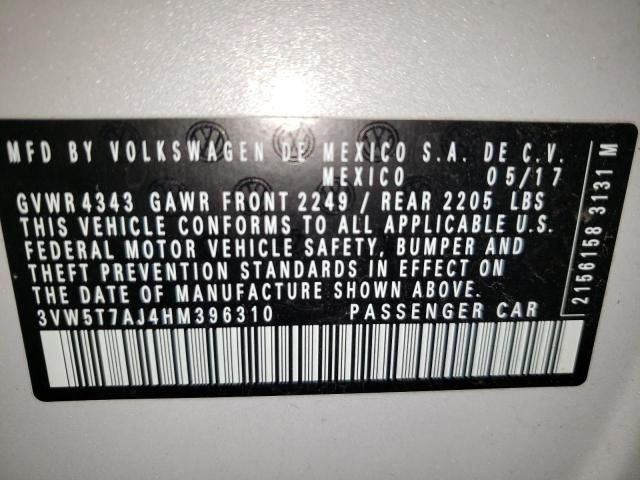 MFD BY VOLKSWAGEN DE MEXICO S.A. DE C.V.
MEXICO 05/17
GVWR 4343 GAWR FRONT 2249 / REAR 2205 LBS
THIS VEHICLE CONFORMS TO ALL APPLICABLE U.S.
FEDERAL MOTOR VEHICLE SAFETY, BUMPER AND
THEFT PREVENTION STANDARDS IN EFFECT ON
THE DATE OF MANUFACTURE SHOWN ABOVE.
3VW5T7AJ4HM396310 PASSENGER CAR
2156158 3131 M